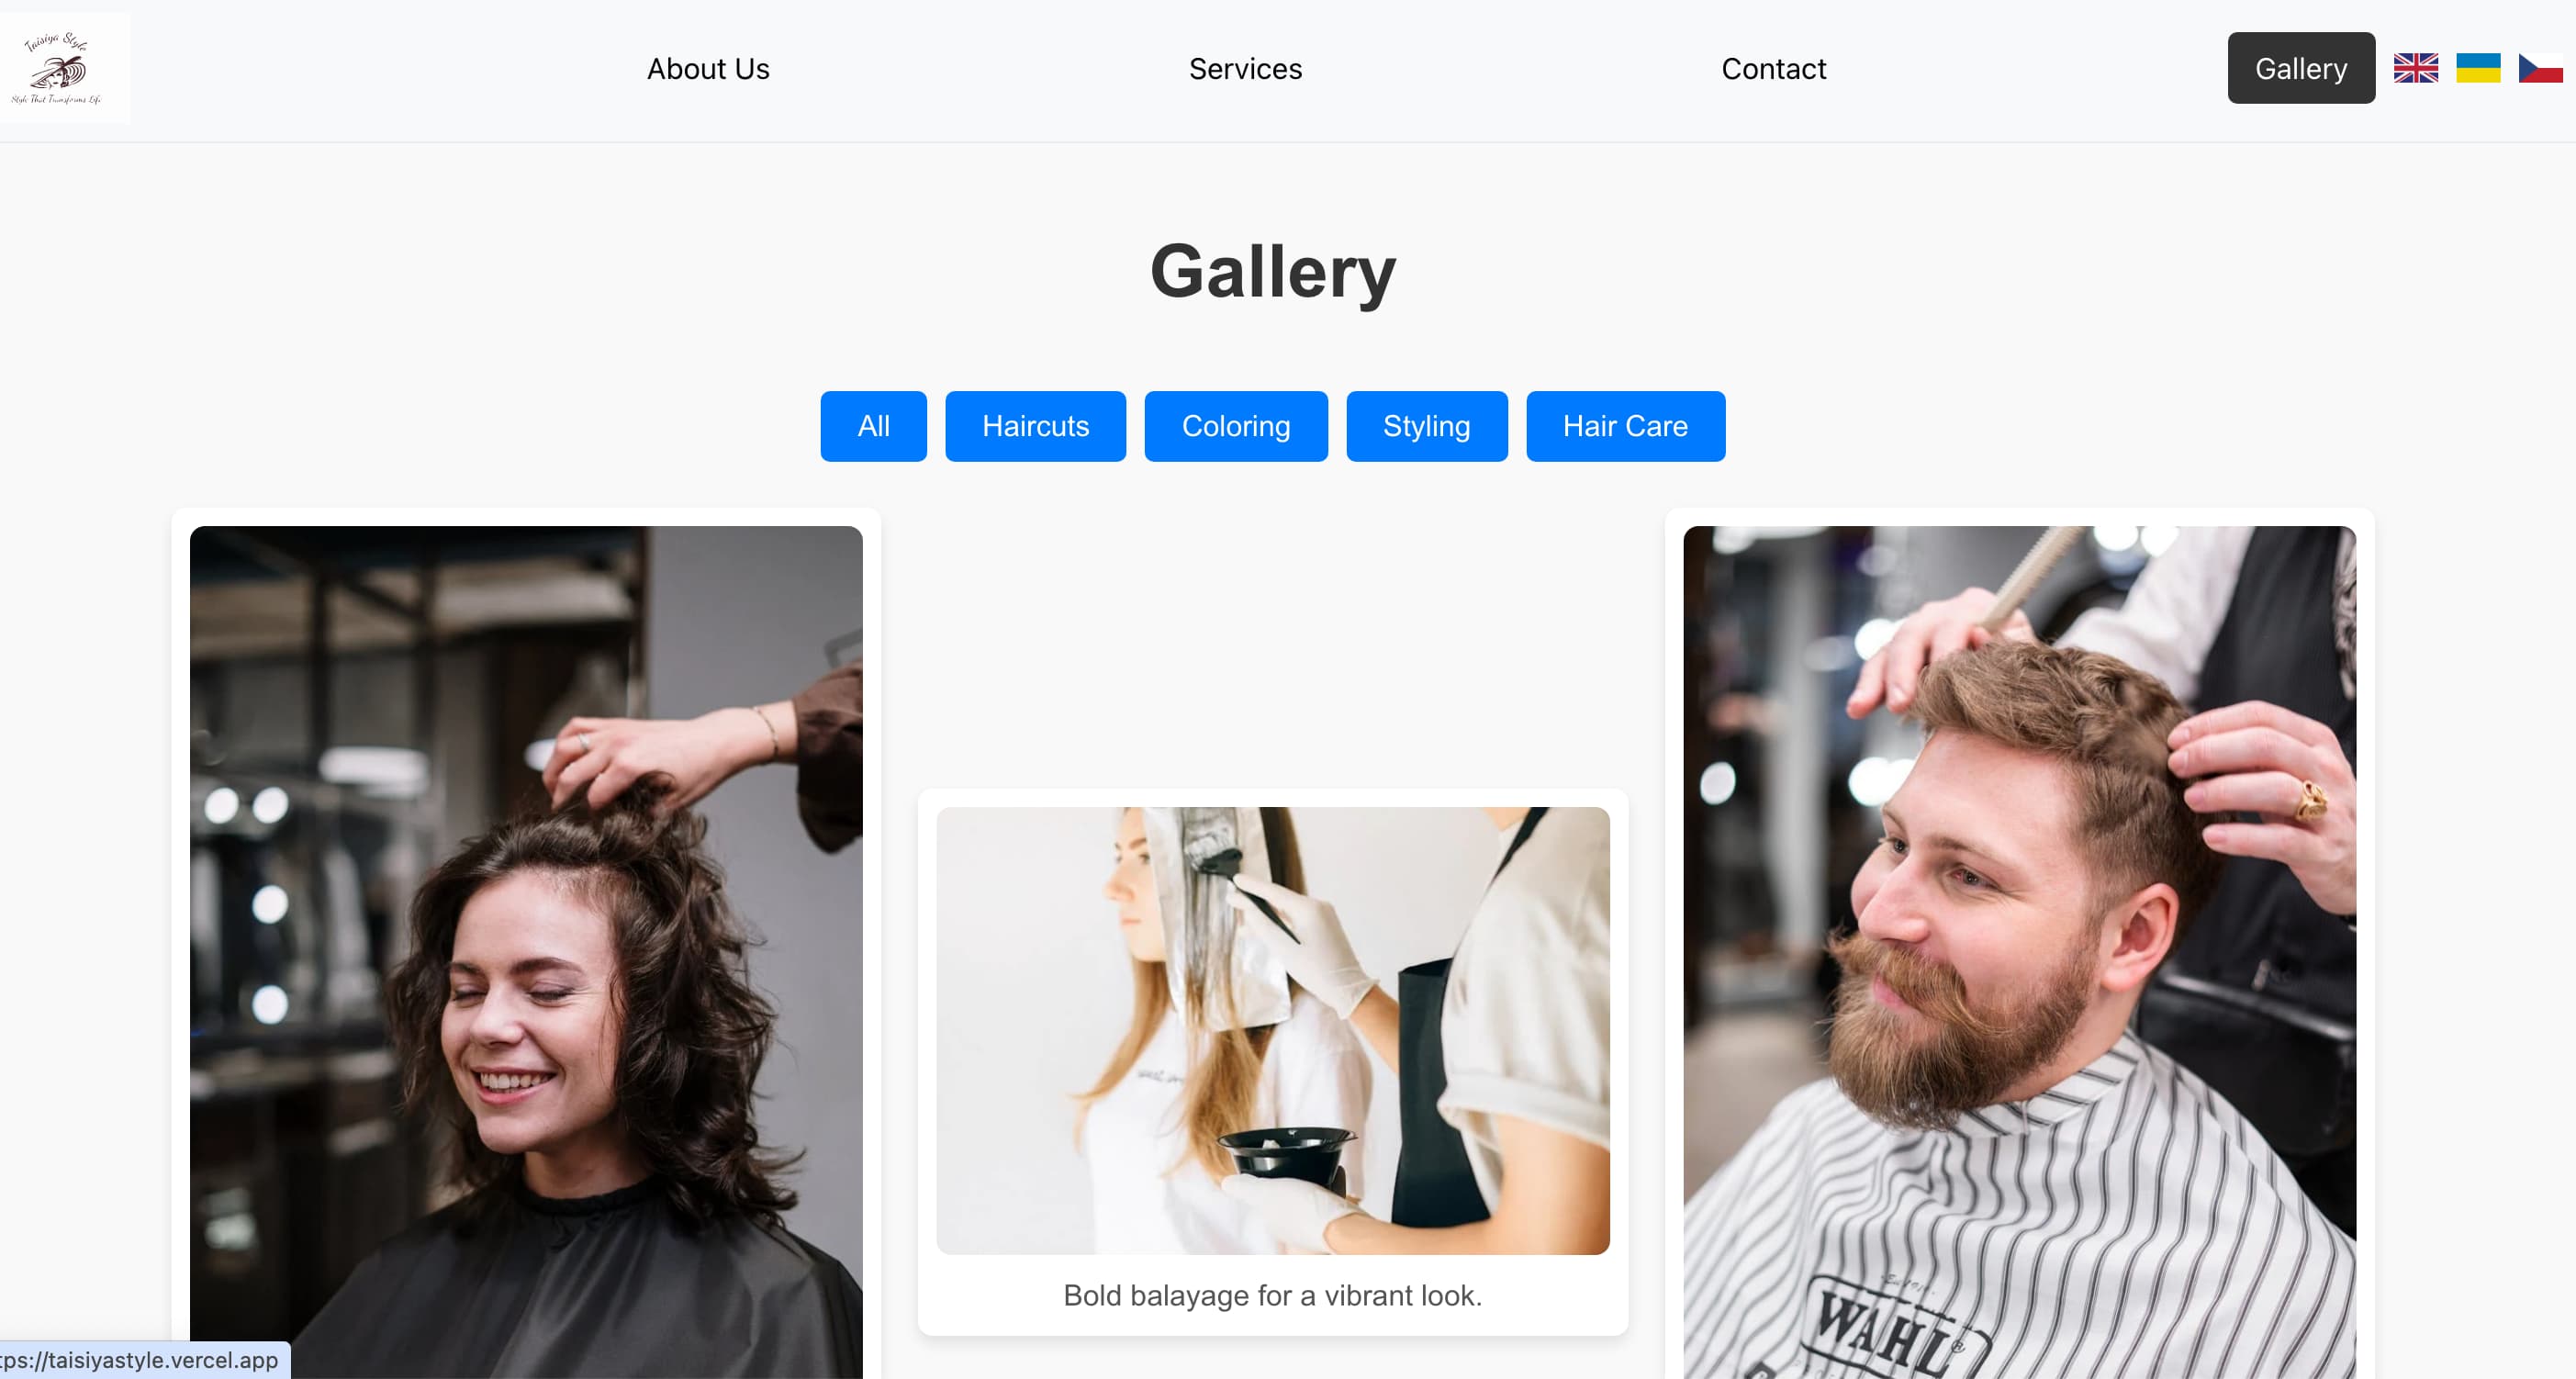 Taisiya Style
Style That Transforms Life
About Us
Services
Contact
Gallery
Gallery
All
Haircuts
Coloring
Styling
Hair Care
Bold balayage for a vibrant look.
WAHL®
tps://taisiyastyle.vercel.app